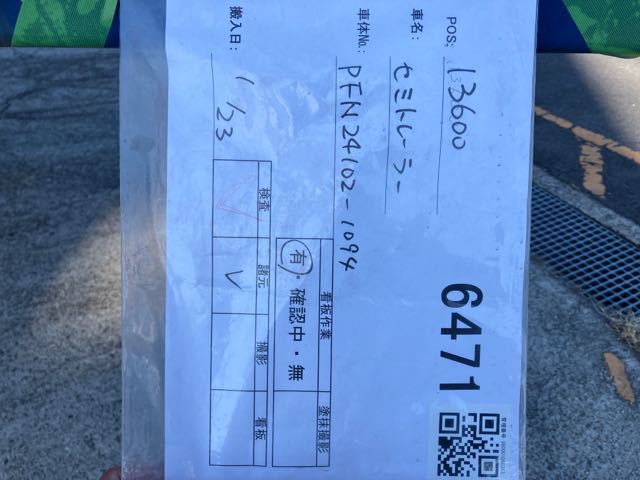 POS: 13600
6471
車名: セミトレーラー
車体No.: PFN24102-1094
搬入日: 1/23
看板作業
塗抹撮影
有・確認中・無
検査
諸元
撮影
看板